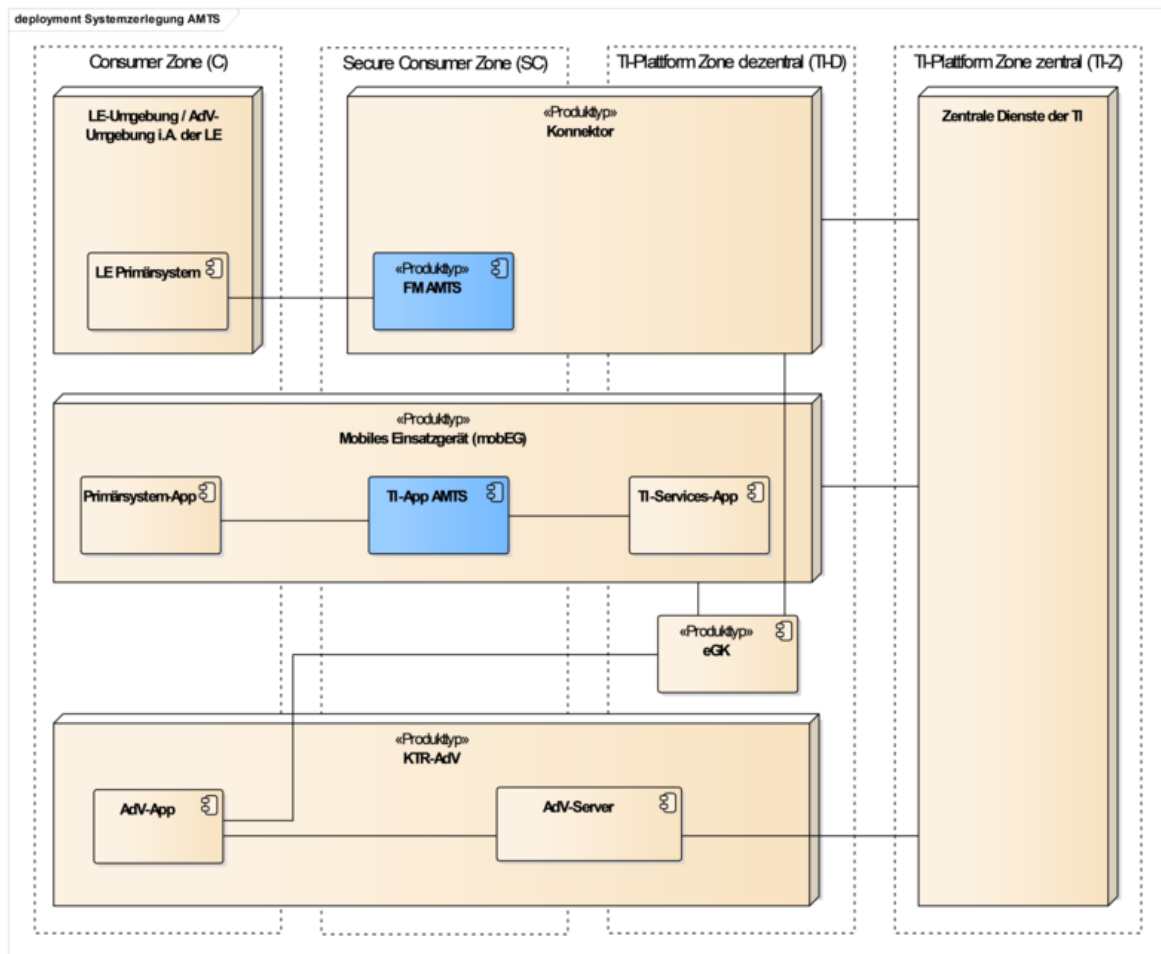 deployment Systemzerlegung AMTS
Consumer Zone (C)
Secure Consumer Zone (SC)
TI-Plattform Zone dezentral (TI-D)
TI-Plattform Zone zentral (TI-Z)
LE-Umgebung / AdV-
Umgebung i.A. der LE
«Produkttyp»
Konnektor
Zentrale Dienste der TI
LE Primärsystem
«Produkttyp»
FM AMTS
«Produkttyp»
Mobiles Einsatzgerät (mobEG)
Primärsystem-App
TI-App AMTS
TI-Services-App
«Produkttyp»
eGK
«Produkttyp»
KTR-AdV
AdV-App
AdV-Server